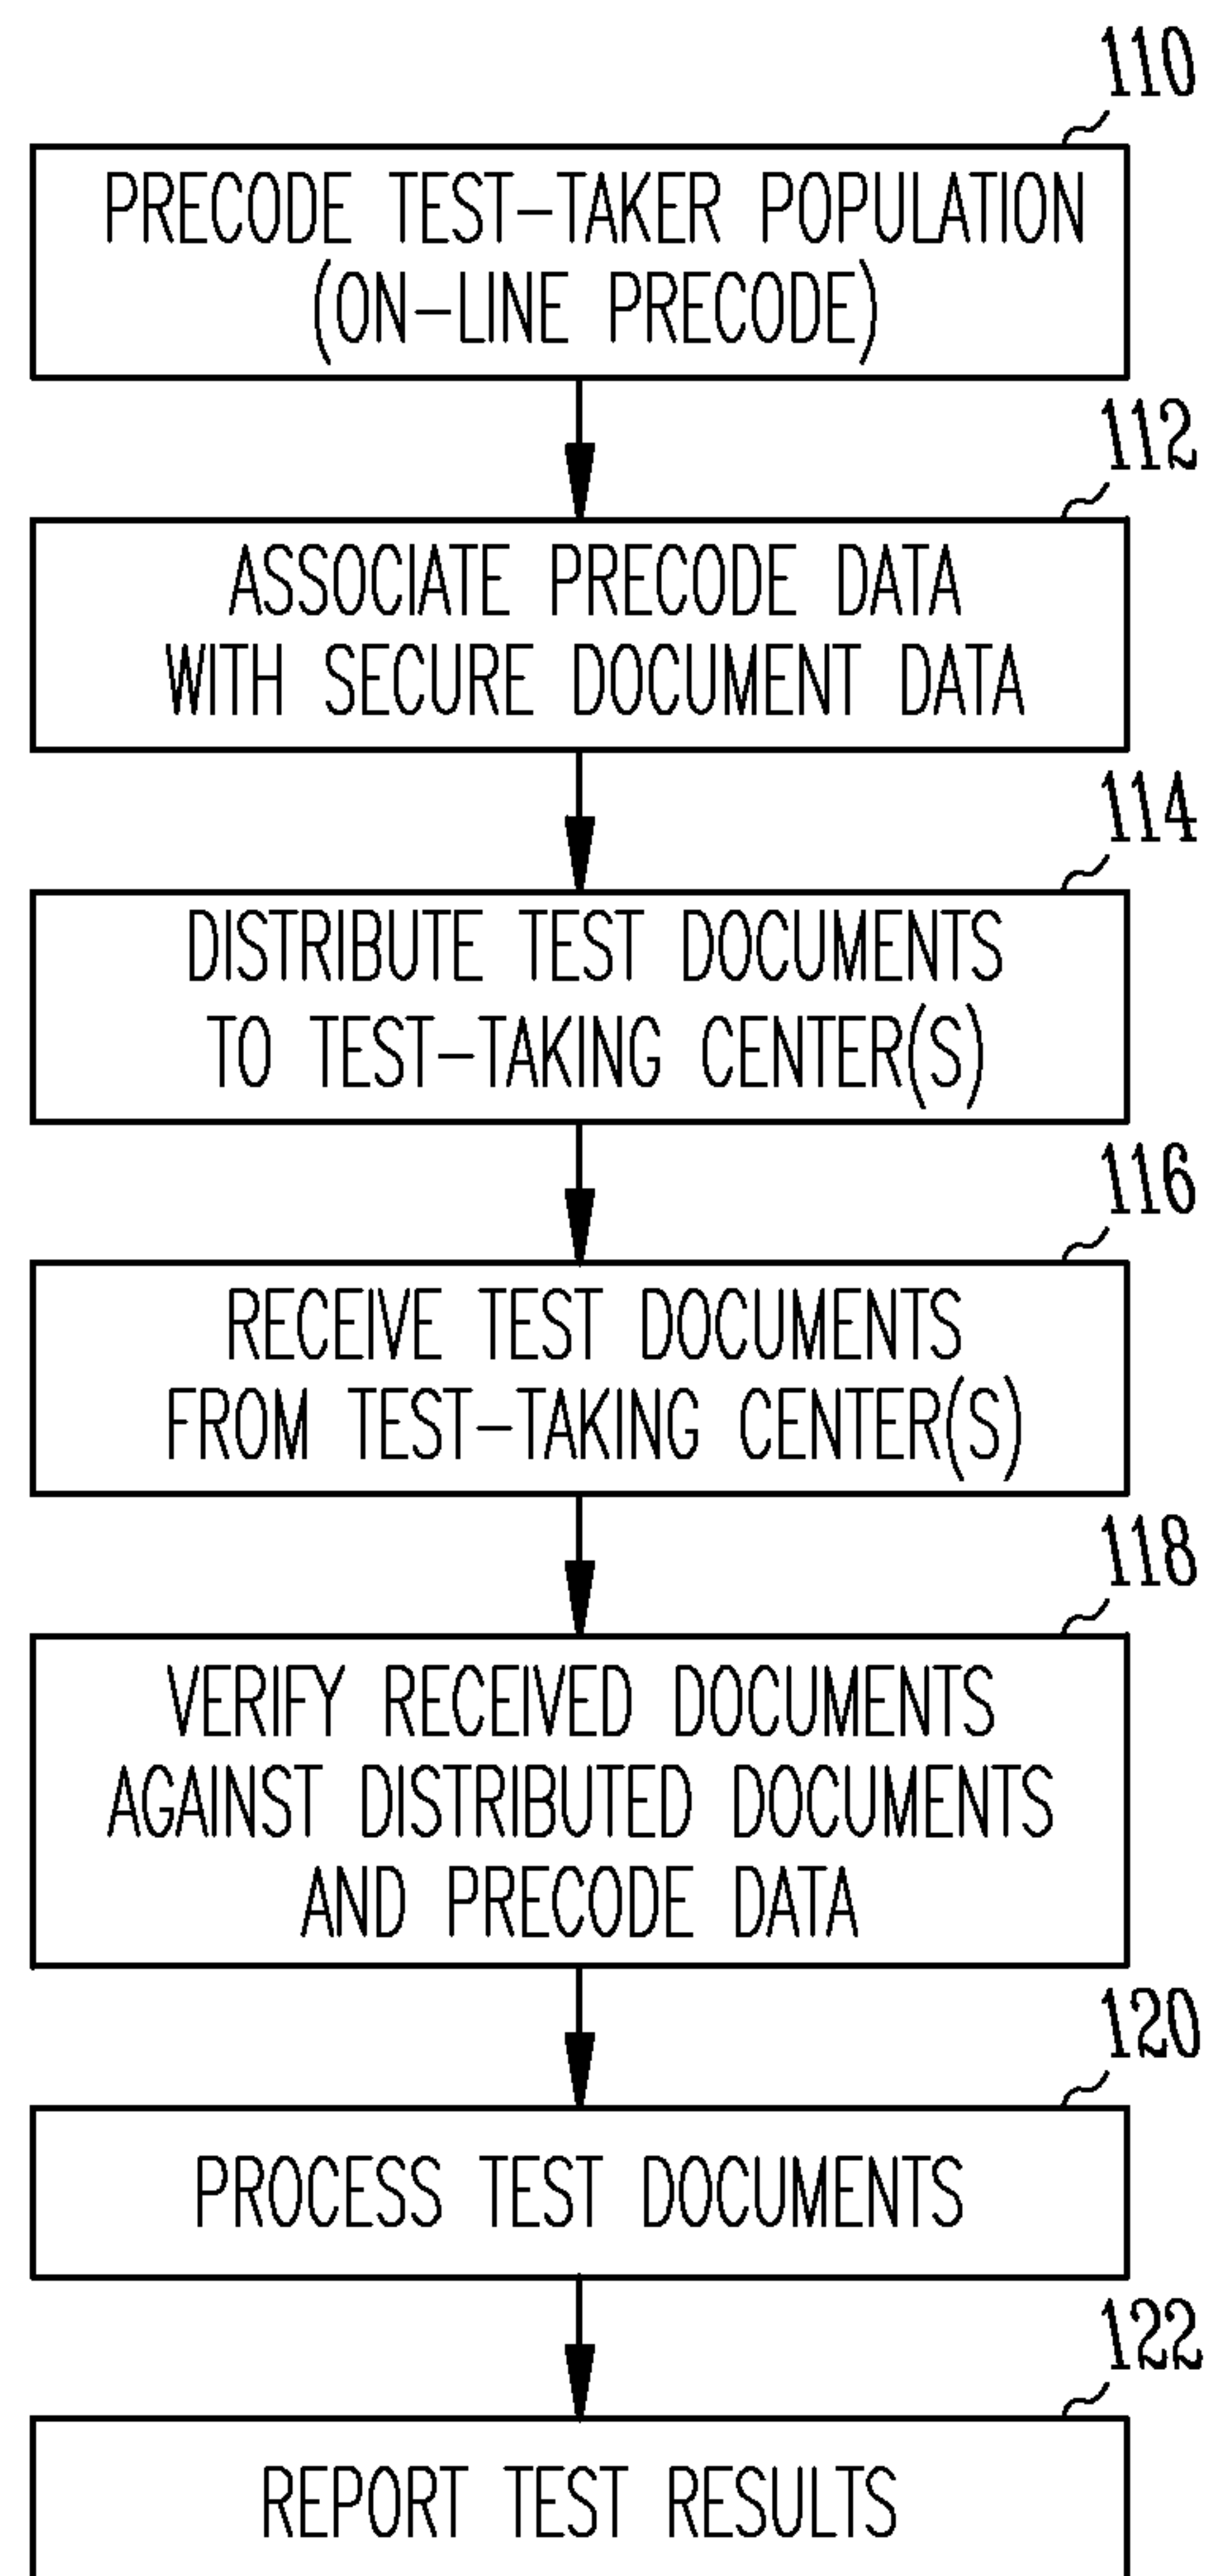 110
PRECODE TEST-TAKER POPULATION
(ON-LINE PRECODE)
112
ASSOCIATE PRECODE DATA
WITH SECURE DOCUMENT DATA
114
DISTRIBUTE TEST DOCUMENTS
TO TEST-TAKING CENTER(S)
116
RECEIVE TEST DOCUMENTS
FROM TEST-TAKING CENTER(S)
118
VERIFY RECEIVED DOCUMENTS
AGAINST DISTRIBUTED DOCUMENTS
AND PRECODE DATA
120
PROCESS TEST DOCUMENTS
122
REPORT TEST RESULTS